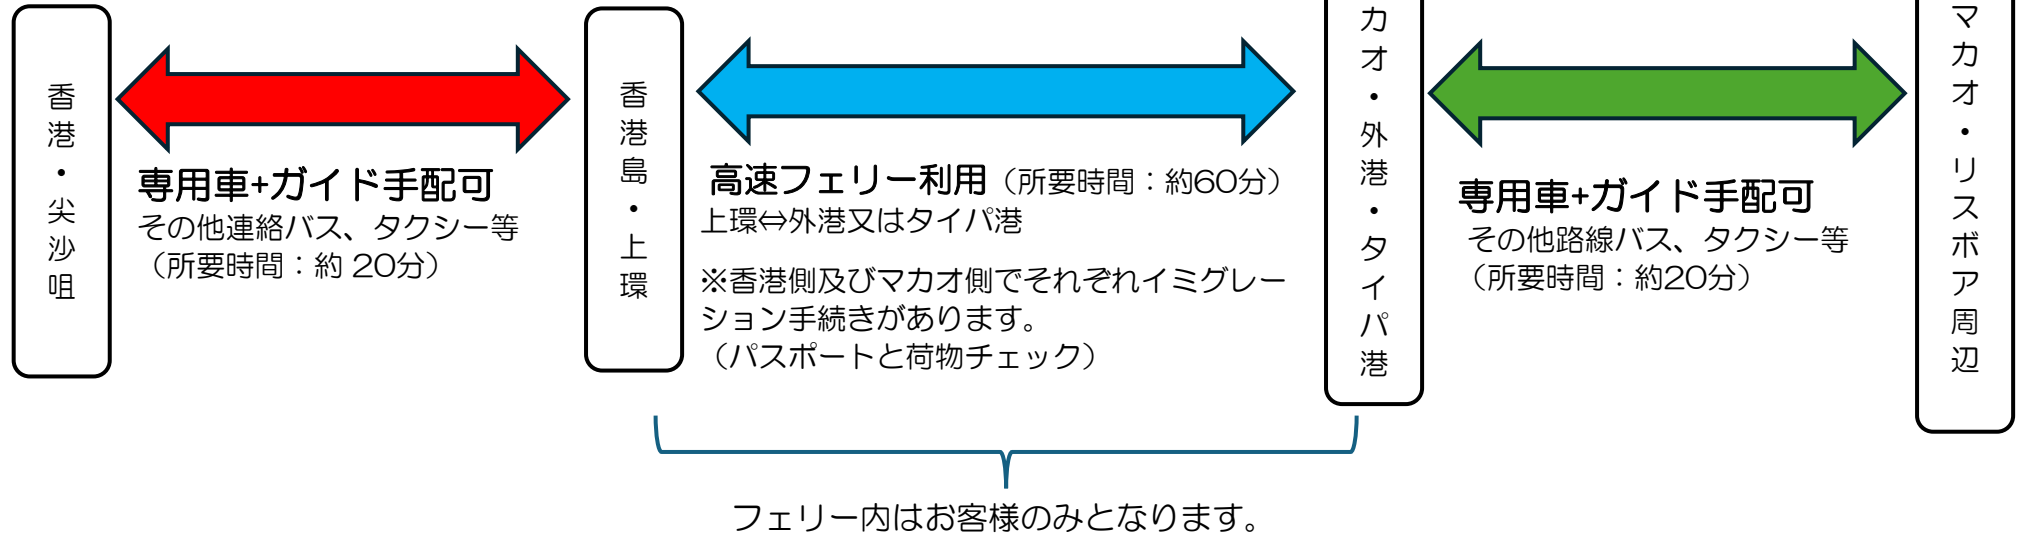 香港・尖沙咀
専用車+ガイド手配可
その他連絡バス、タクシー等
（所要時間：約 20分）
香港島・上環
高速フェリー利用（所要時間：約60分）
上環⇔外港又はタイパ港
※香港側及びマカオ側でそれぞれイミグレー
ション手続きがあります。
（パスポートと荷物チェック）
カオ・外港・タイパ港
専用車+ガイド手配可
その他路線バス、タクシー等
（所要時間：約20分）
マカオ・リスボア周辺
フェリー内はお客様のみとなります。